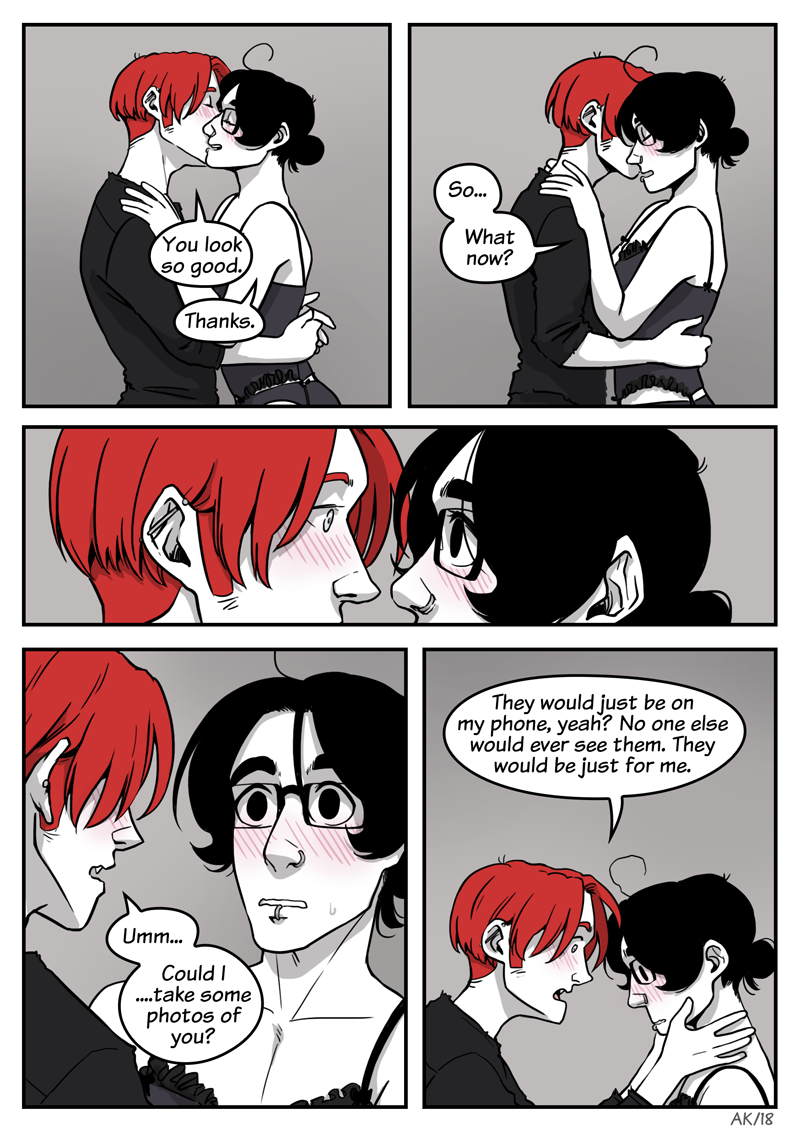 You look
so good.
Thanks.
So...
What
now?
Umm...
Could I
....take some
photos of
you?
They would just be on
my phone, yeah? No one else
would ever see them. They
would be just for me.
AK/18